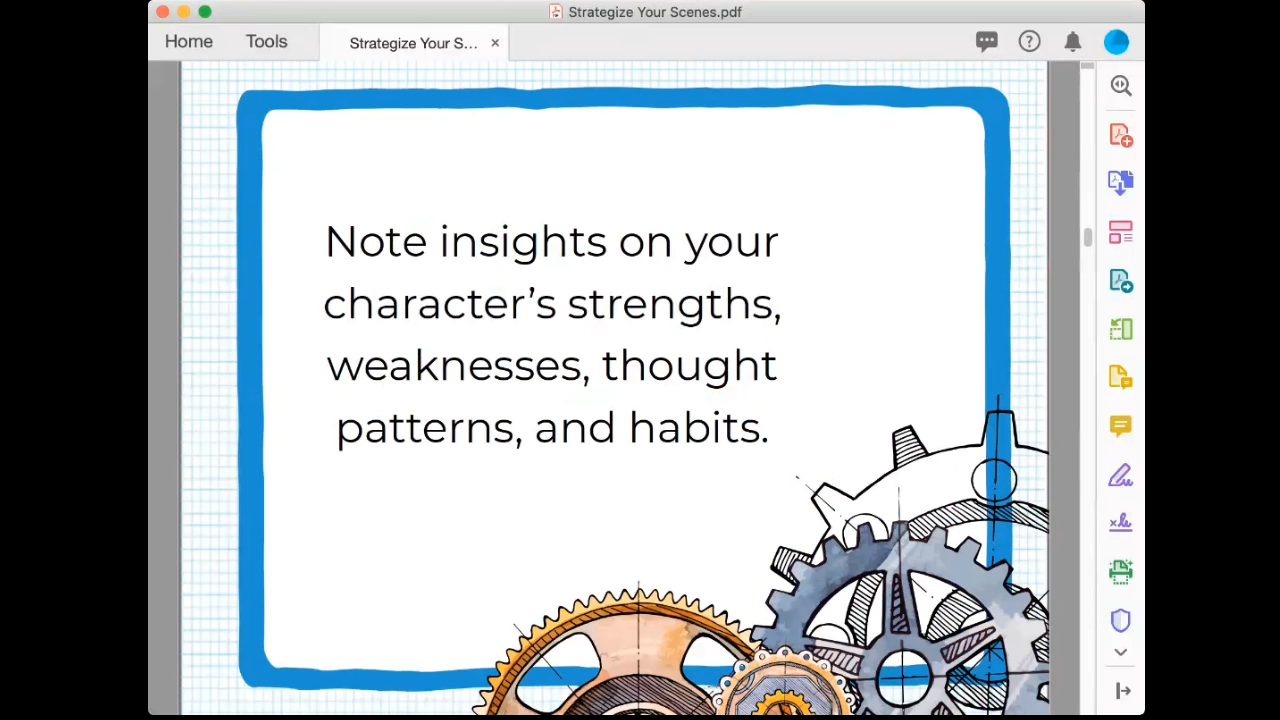 Strategize Your Scenes.pdf
Home
Tools
Strategize Your S...
Note insights on your
character’s strengths,
weaknesses, thought
patterns, and habits.